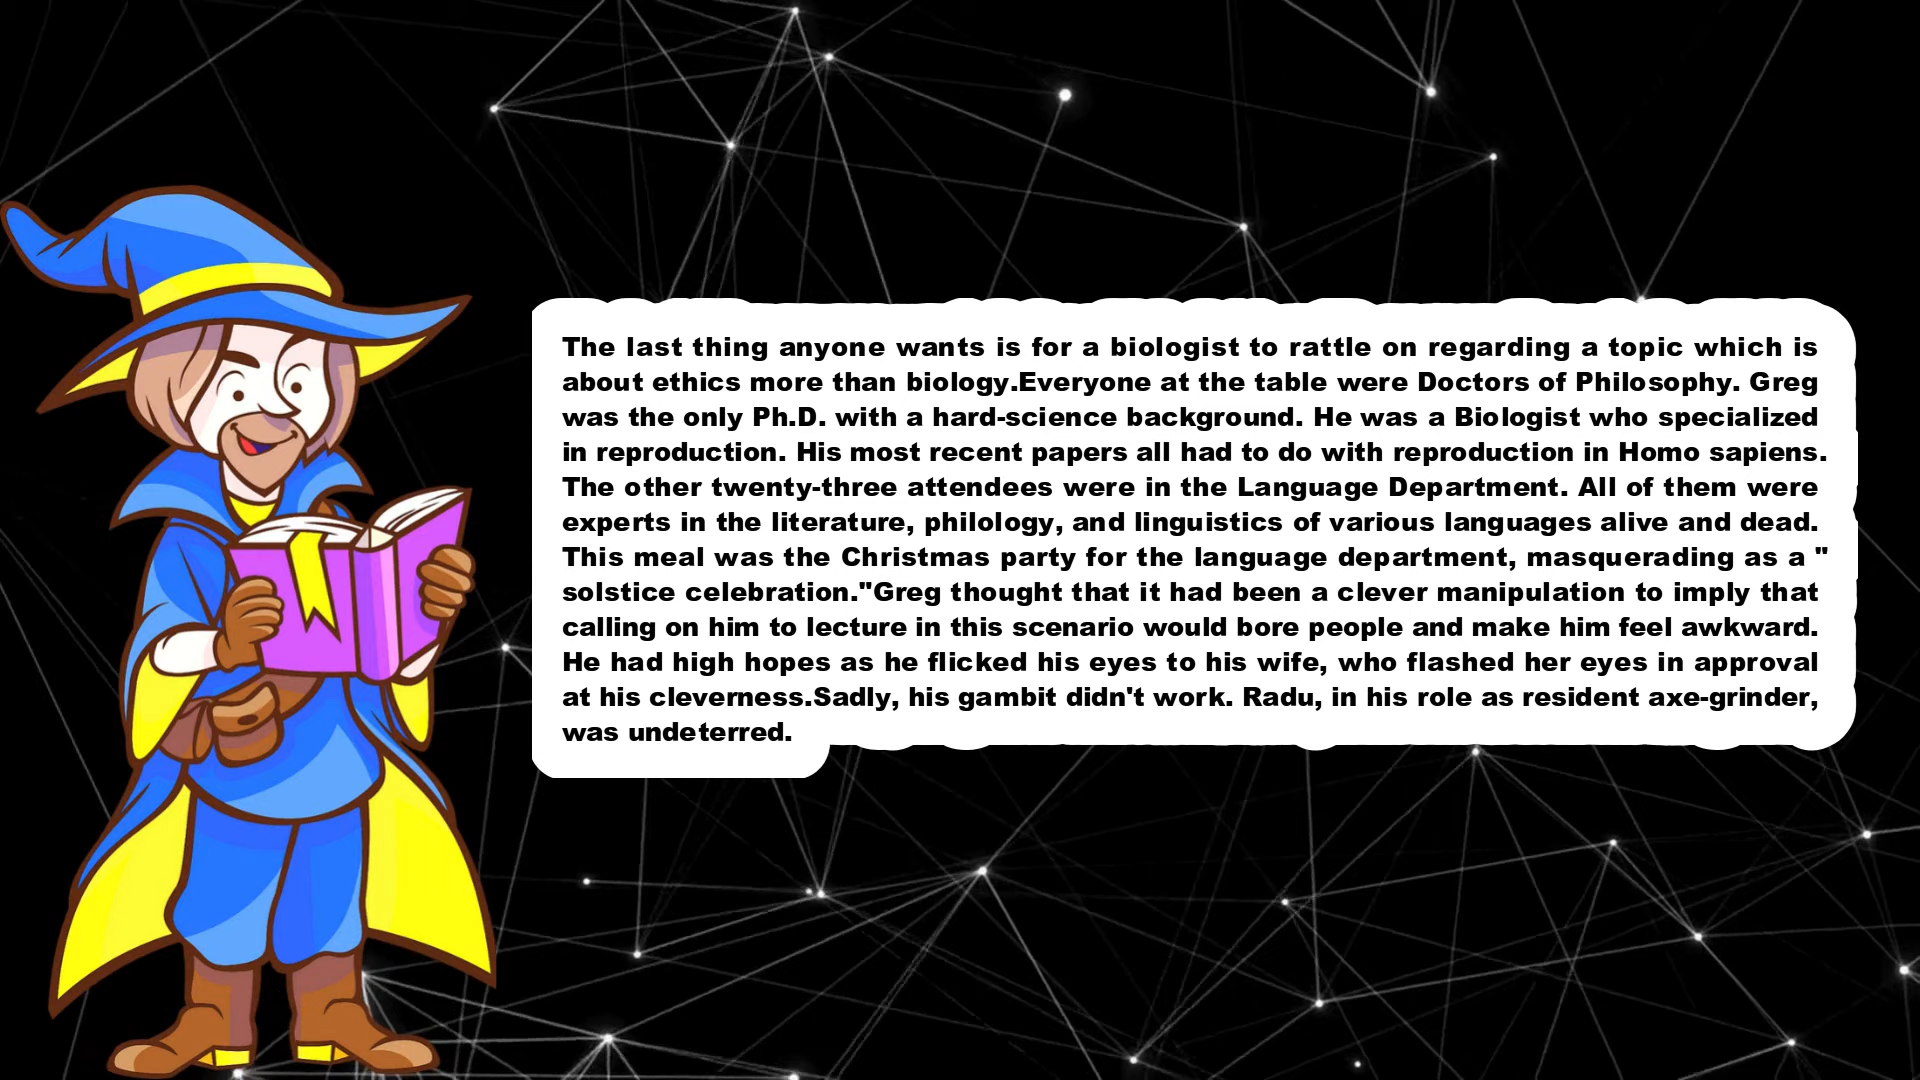 The last thing anyone wants is for a biologist to rattle on regarding a topic which is
about ethics more than biology.Everyone at the table were Doctors of Philosophy. Greg
was the only Ph.D. with a hard-science background. He was a Biologist who specialized
in reproduction. His most recent papers all had to do with reproduction in Homo sapiens.
The other twenty-three attendees were in the Language Department. All of them were
experts in the literature, philology, and linguistics of various languages alive and dead.
This meal was the Christmas party for the language department, masquerading as a "
solstice celebration."Greg thought that it had been a clever manipulation to imply that
calling on him to lecture in this scenario would bore people and make him feel awkward.
He had high hopes as he flicked his eyes to his wife, who flashed her eyes in approval
at his cleverness.Sadly, his gambit didn't work. Radu, in his role as resident axe-grinder,
was undeterred.